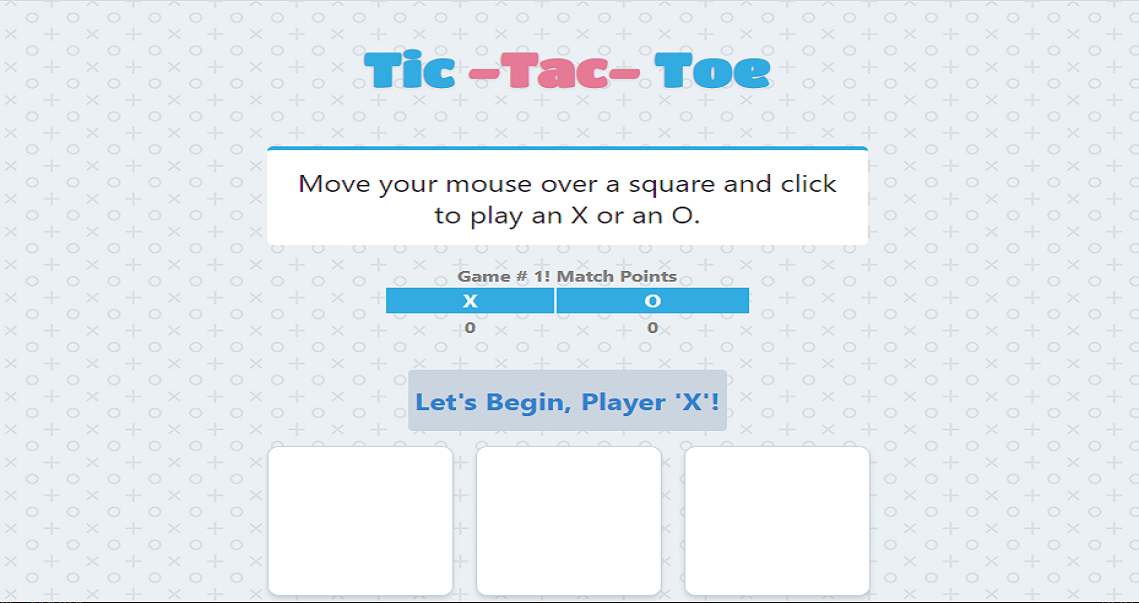 Tic -Tac- Toe
Move your mouse over a square and click
to play an X or an O.
Game # 1! Match Points
X O
0 0
Let's Begin, Player 'X'!